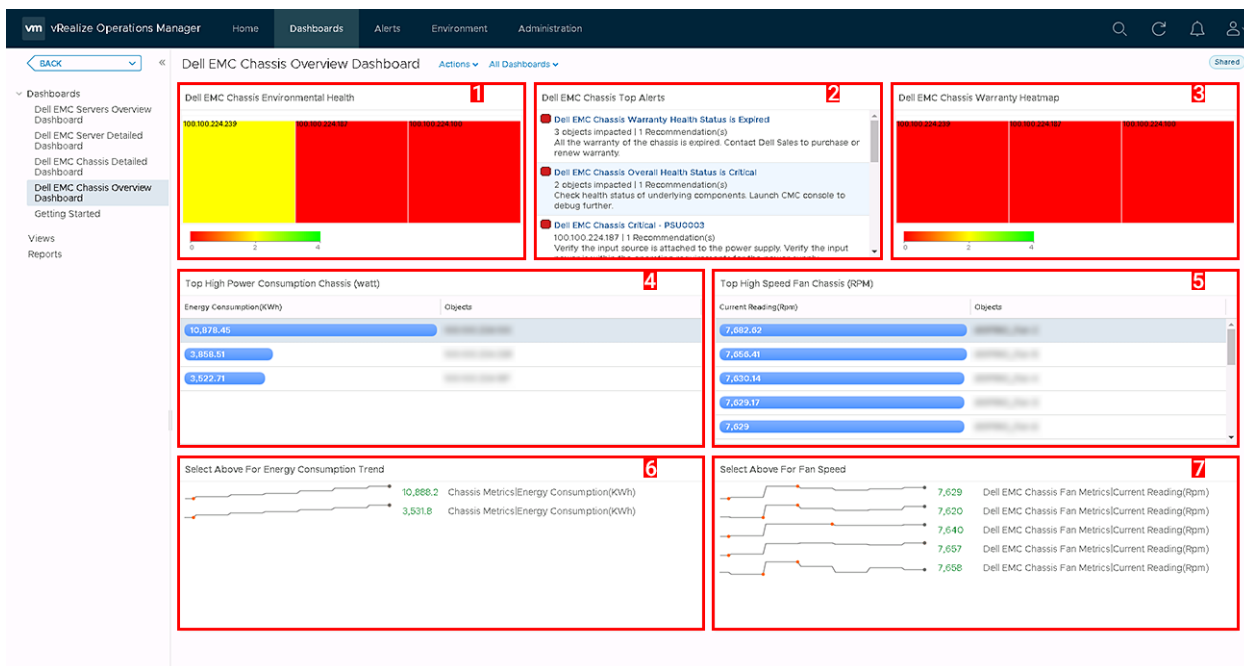 vm vRealize Operations Manager Home Dashboards Alerts Environment Administration
BACK
Dell EMC Chassis Overview Dashboard Actions All Dashboards Shared
Dashboards
Dell EMC Servers Overview
Dashboard
Dell EMC Server Detailed
Dashboard
Dell EMC Chassis Detailed
Dashboard
Dell EMC Chassis Overview
Dashboard
Getting Started
Views
Reports
Dell EMC Chassis Environmental Health 1
100.100.224.239 100.100.224.187 100.100.224.190
0 2 4
Dell EMC Chassis Top Alerts 2
Dell EMC Chassis Warranty Health Status is Expired
3 objects impacted | 1 Recommendation(s)
All the warranty of the chassis is expired. Contact Dell Sales to purchase or
renew warranty.
Dell EMC Chassis Overall Health Status is Critical
2 objects impacted | 1 Recommendation(s)
Check health status of underlying components. Launch CMC console to
debug further.
Dell EMC Chassis Critical - PSU0003
100.100.224.187 | 1 Recommendation(s)
Verify the input source is attached to the power supply. Verify the input
power is within the operating requirements for the power supply.
Dell EMC Chassis Warranty Heatmap 3
100.100.224.239 100.100.224.187 100.100.224.190
0 2 4
Top High Power Consumption Chassis (watt) 4
Energy Consumption(KWh) Objects
10,878.45
3,858.51
3,522.71
Top High Speed Fan Chassis (RPM) 5
Current Reading(Rpm) Objects
7,682.62
7,656.41
7,630.14
7,629.17
7,629
Select Above For Energy Consumption Trend 6
10,888.2 Chassis Metrics|Energy Consumption(KWh)
3,531.8 Chassis Metrics|Energy Consumption(KWh)
Select Above For Fan Speed 7
7,629 Dell EMC Chassis Fan Metrics|Current Reading(Rpm)
7,620 Dell EMC Chassis Fan Metrics|Current Reading(Rpm)
7,640 Dell EMC Chassis Fan Metrics|Current Reading(Rpm)
7,657 Dell EMC Chassis Fan Metrics|Current Reading(Rpm)
7,658 Dell EMC Chassis Fan Metrics|Current Reading(Rpm)